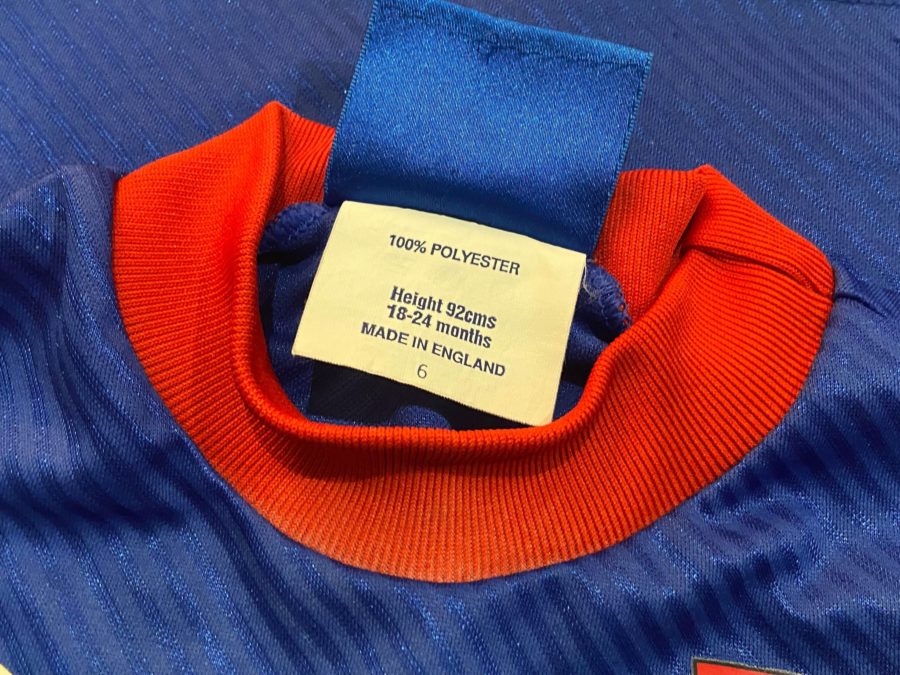 100% POLYESTER
Height 92cms
18-24 months
MADE IN ENGLAND
6